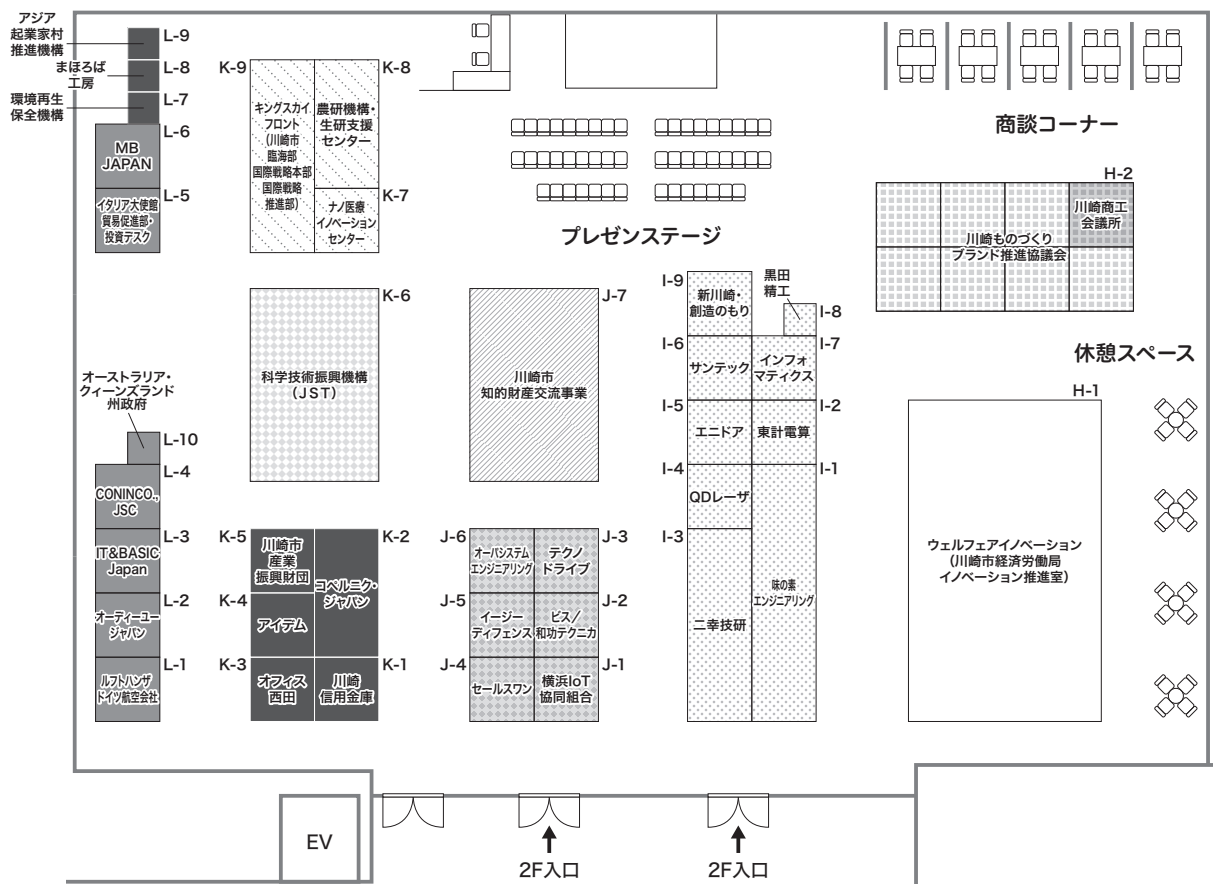 アジア
起業家村
推進機構
L-9
まほろば
工房
L-8
環境再生
保全機構
L-7
L-6
MB
JAPAN
L-5
イタリア大使館
貿易促進部・
投資デスク
K-9
キングスカイ
フロント
(川崎市
臨海部
国際戦略本部
国際戦略
推進部)
K-8
農研機構・
生研支援
センター
K-7
ナノ医療
イノベーション
センター
プレゼンステージ
商談コーナー
H-2
川崎商工
会議所
川崎ものづくり
ブランド推進協議会
K-6
科学技術振興機構
(JST)
J-7
川崎市
知的財産交流事業
I-9
新川崎・
創造のもり
黒田
精工
I-8
I-6
サンテック
I-7
インフォ
マティクス
I-5
エニドア
I-2
東計電算
I-4
QDレーザ
I-1
味の素
エンジニアリング
I-3
二幸技研
休憩スペース
H-1
ウェルフェアイノベーション
(川崎市経済労働局
イノベーション推進室)
オーストラリア・
クィーンズランド
州政府
L-10
L-4
CONINCO.,
JSC
L-3
IT&BASIC
Japan
L-2
オーディーユー
ジャパン
L-1
ルフトハンザ
ドイツ航空会社
K-5
川崎市
産業
振興財団
K-2
コペルニク・
ジャパン
K-4
アイデム
K-3
オフィス
西田
K-1
川崎
信用金庫
J-6
オーバシステム
エンジニアリング
J-3
テクノ
ドライブ
J-5
イージー
ディフェンス
J-2
ビズ/
和功テクニカ
J-4
セールスワン
J-1
横浜IoT
協同組合
EV
2F入口
2F入口